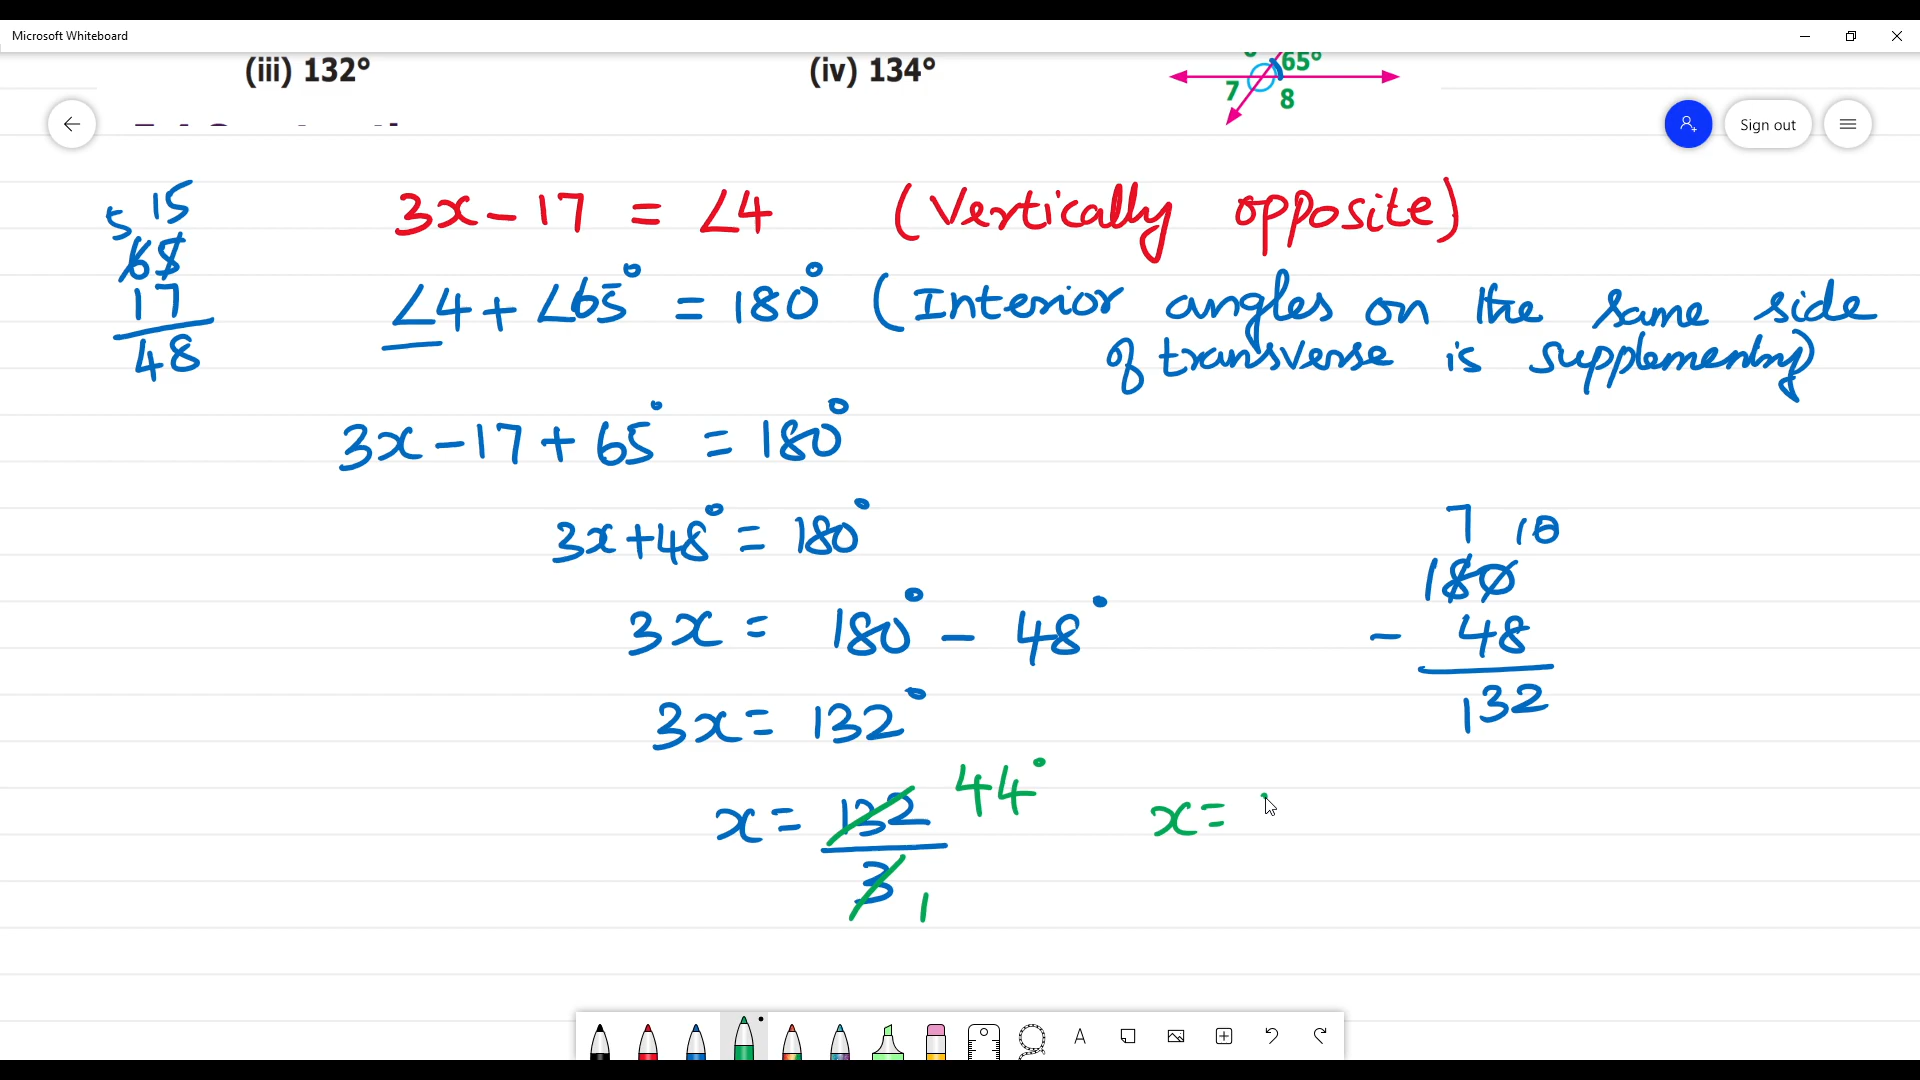 Microsoft Whiteboard
(iii) 132° (iv) 134°
65°
7 8
Sign out
15
5
65
17
48
3x - 17 = ∠4 (Vertically opposite)
∠4 + ∠65° = 180° (Interior angles on the same side
of transverse is supplementry)
3x - 17 + 65° = 180°
3x + 48° = 180°
3x = 180° - 48°
3x = 132°
x = 132/3 44°
1
7 10
180
- 48
132
x =
A